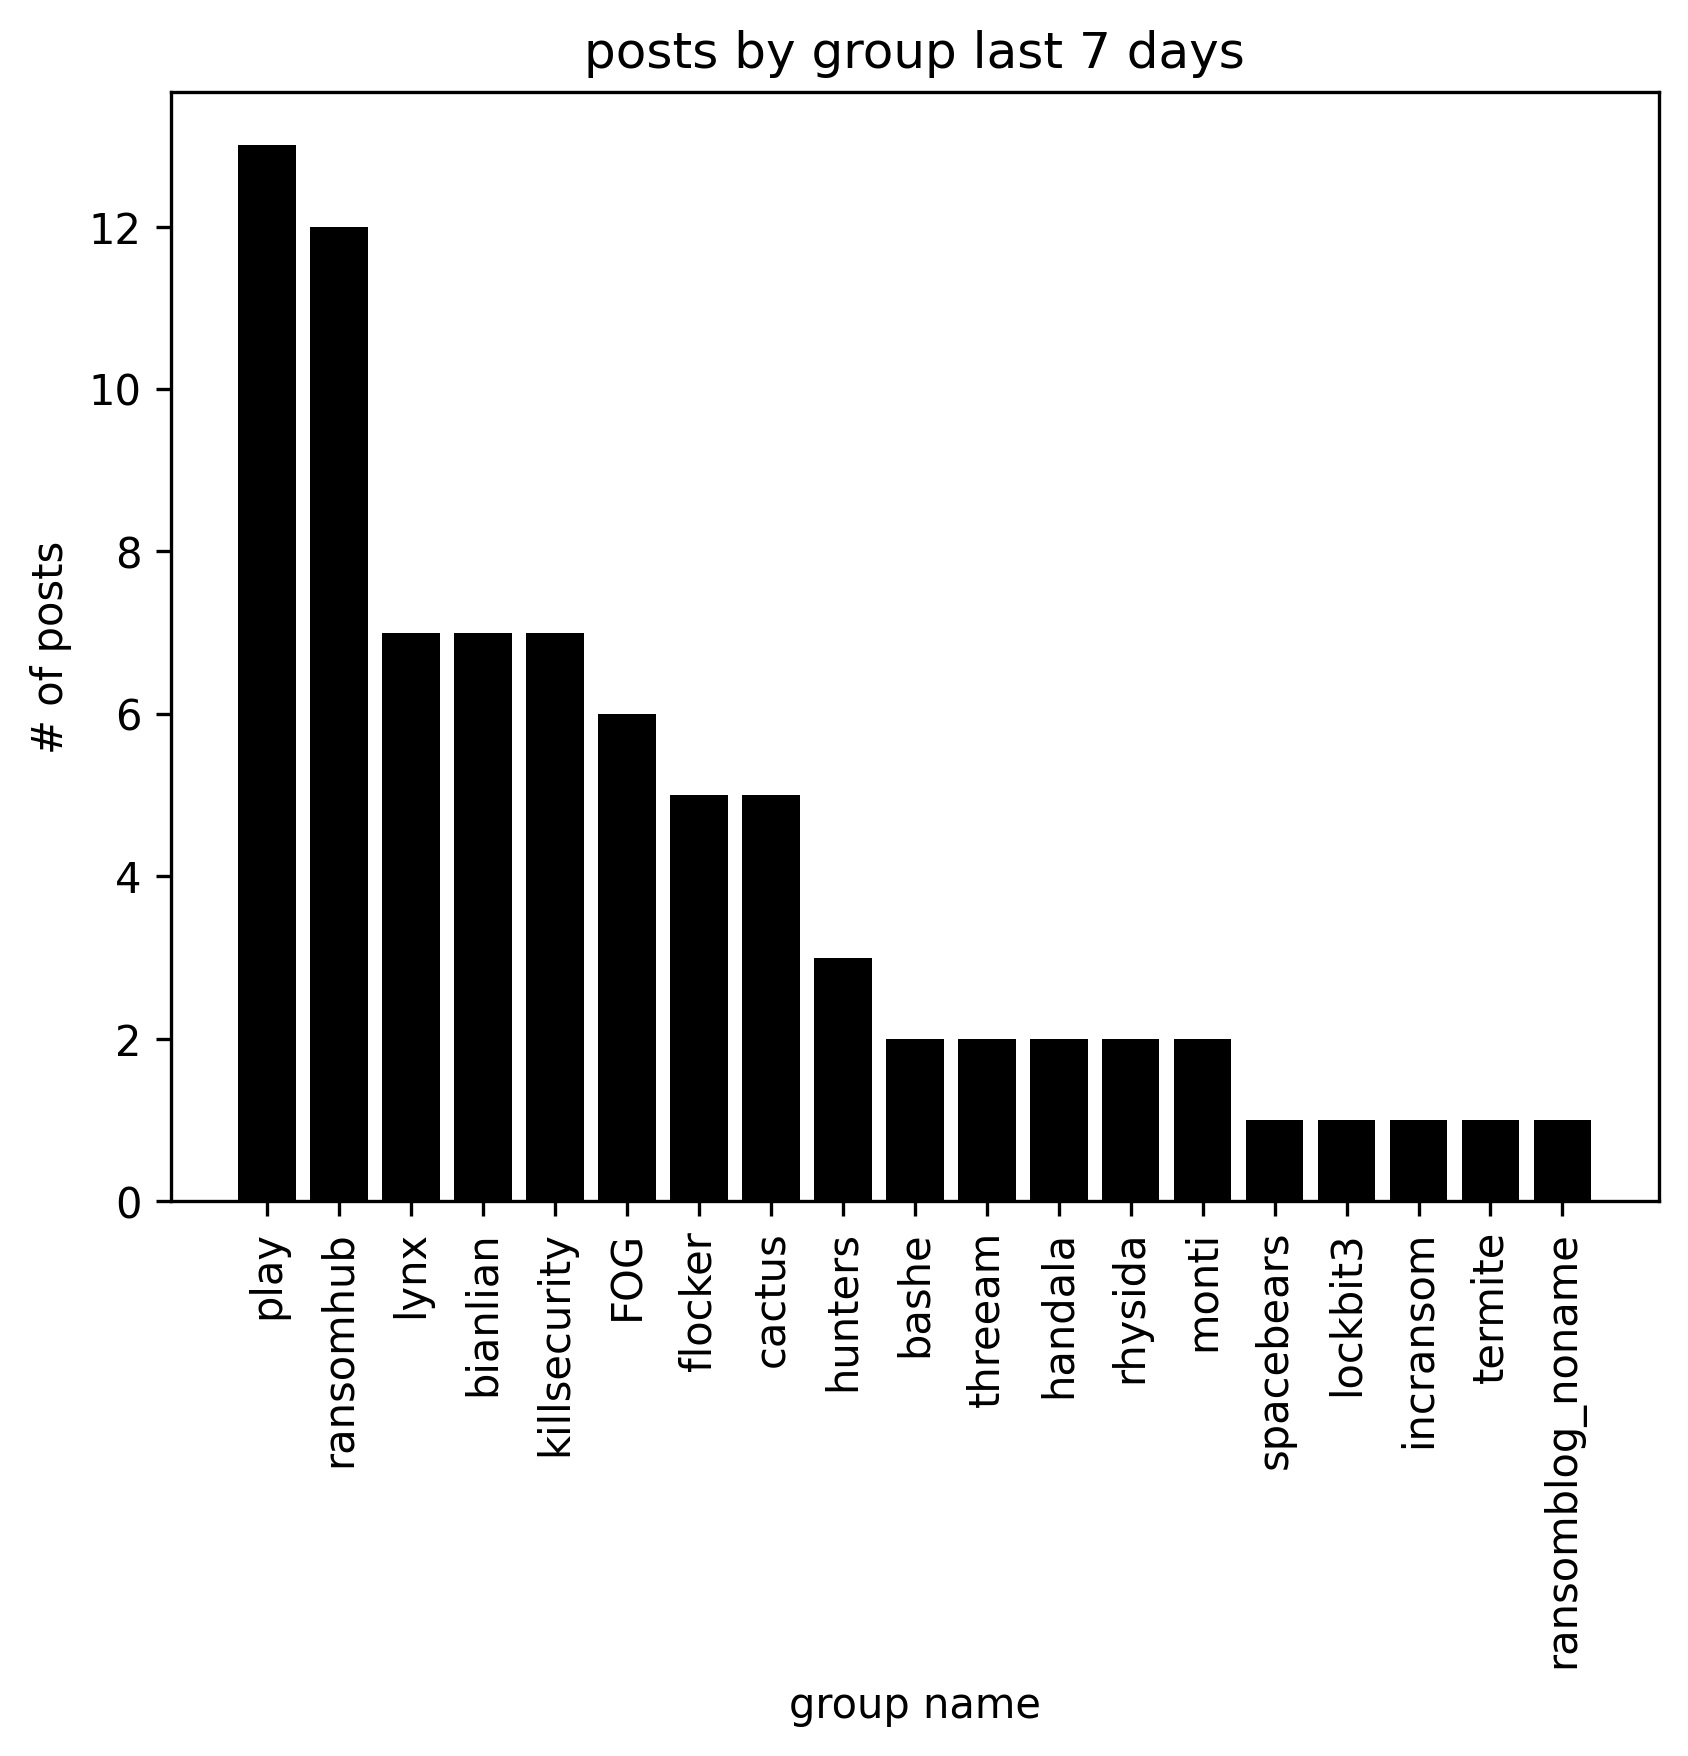 posts by group last 7 days
# of posts
12
10
8
6
4
2
0
play
ransomhub
lynx
bianlian
killsecurity
FOG
flocker
cactus
hunters
bashe
threeam
handala
rhysida
monti
spacebears
lockbit3
incransom
termite
ransomblog_noname
group name